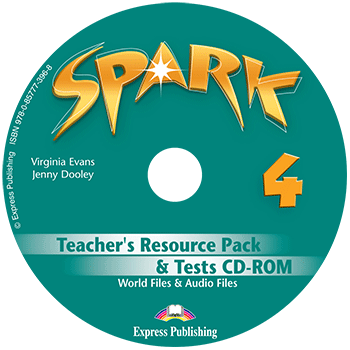 SPARK
4
Virginia Evans
Jenny Dooley
Teacher's Resource Pack
& Tests CD-ROM
World Files & Audio Files
Express Publishing
© Express Publishing ISBN 978-0-85777-396-8